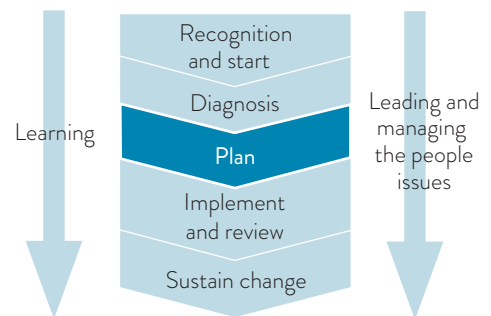 Recognition
and start
Diagnosis
Plan
Implement
and review
Sustain change
Learning
Leading and
managing
the people
issues